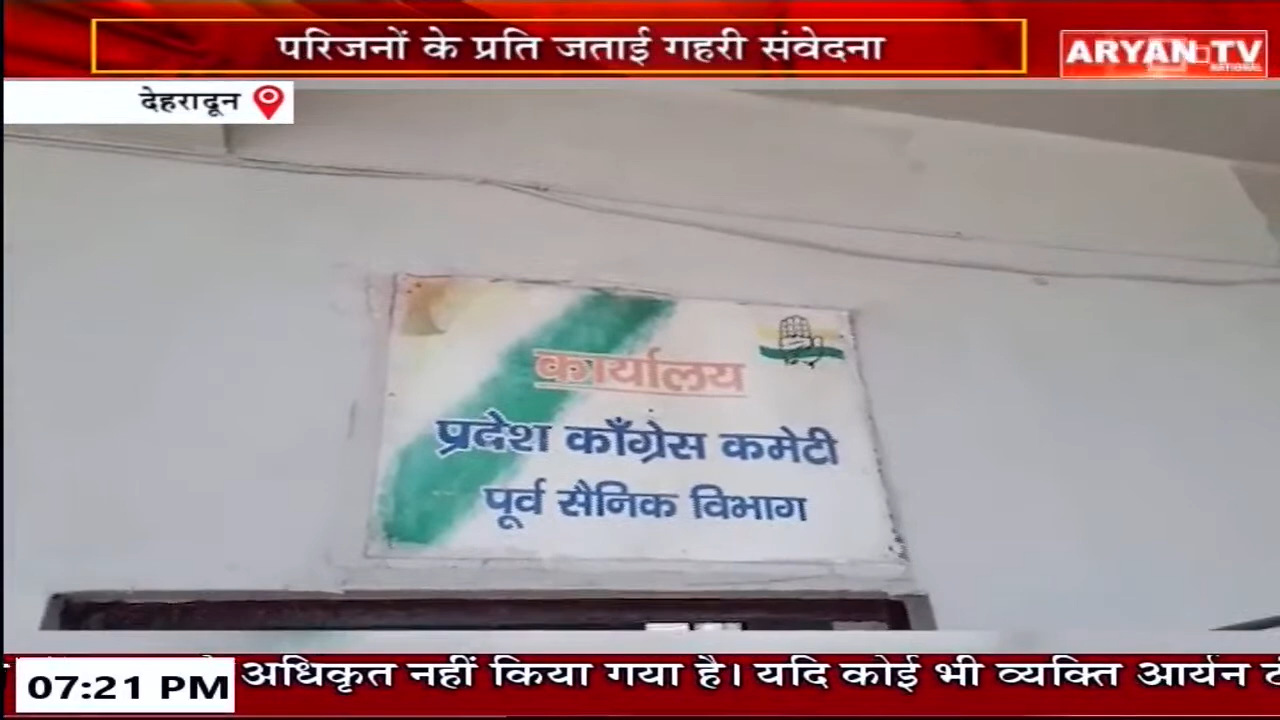 परिजनों के प्रति जताई गहरी संवेदना
ARYAN TV
NATIONAL
देहरादून
कार्यालय
प्रदेश काँग्रेस कमेटी
पूर्व सैनिक विभाग
07:21 PM
अधिकृत नहीं किया गया है। यदि कोई भी व्यक्ति आर्यन